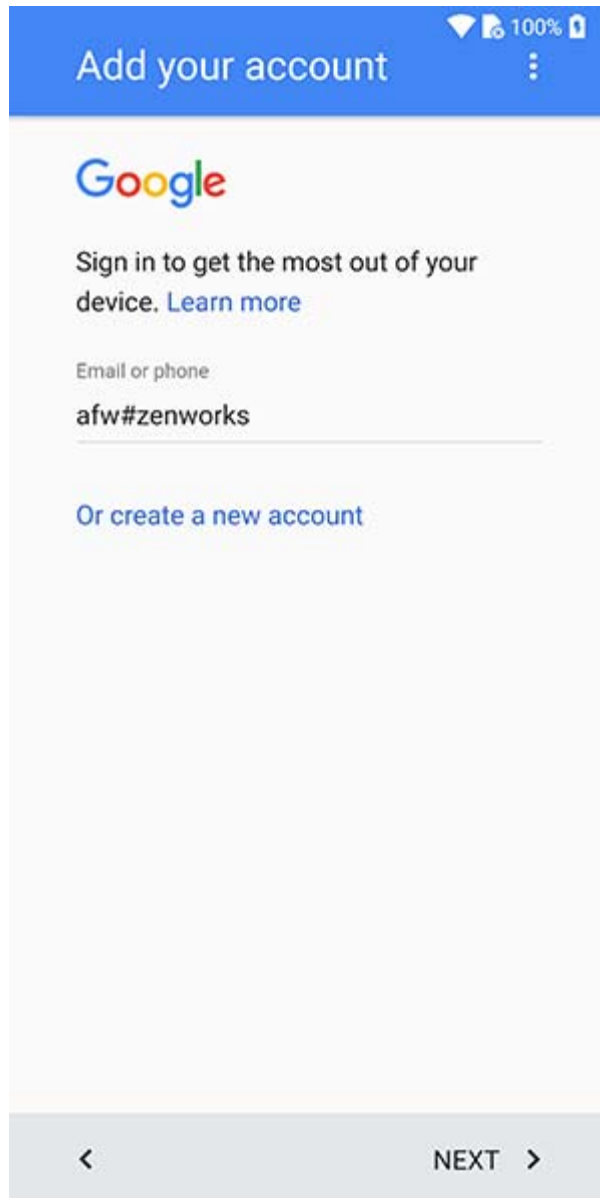 100%
Add your account
Google
Sign in to get the most out of your
device. Learn more
Email or phone
afw#zenworks
Or create a new account
NEXT